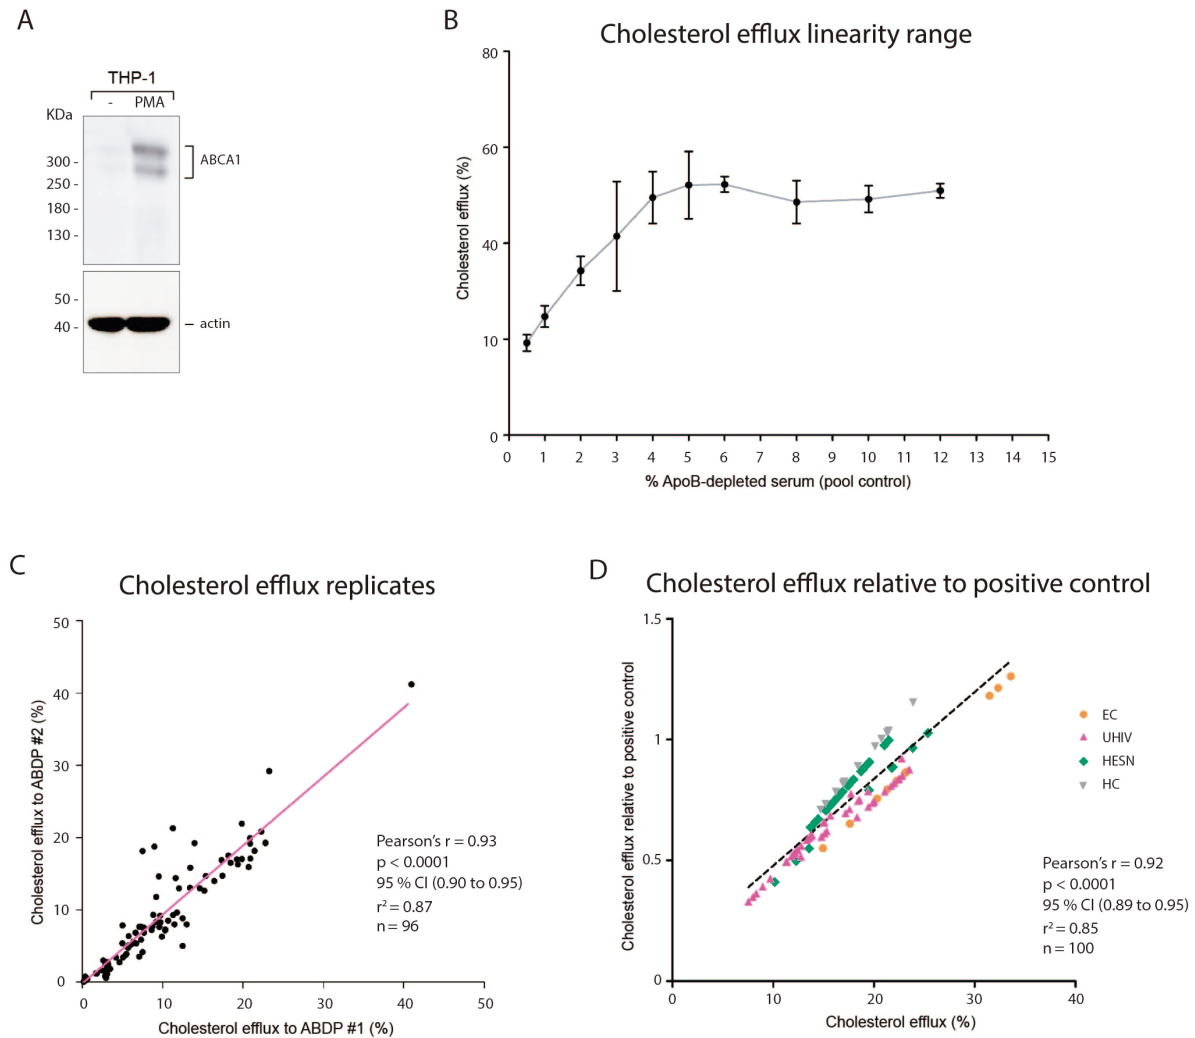 A
THP-1
- PMA
KDa
300 -
250 -
180 -
130 -
ABCA1
50 -
40 -
– actin
B
Cholesterol efflux linearity range
Cholesterol efflux (%)
80
60
40
10
0
0 1 2 3 4 5 6 7 8 9 10 11 12 13 14 15
% ApoB-depleted serum (pool control)
C
Cholesterol efflux replicates
Cholesterol efflux to ABDP #2 (%)
50
40
30
20
10
0
0 10 20 30 40 50
Cholesterol efflux to ABDP #1 (%)
Pearson's r = 0.93
p < 0.0001
95 % CI (0.90 to 0.95)
r² = 0.87
n = 96
D
Cholesterol efflux relative to positive control
Cholesterol efflux relative to positive control
1.5
1
0.5
0
0 10 20 30 40
Cholesterol efflux (%)
EC
UHIV
HESN
HC
Pearson's r = 0.92
p < 0.0001
95 % CI (0.89 to 0.95)
r² = 0.85
n = 100